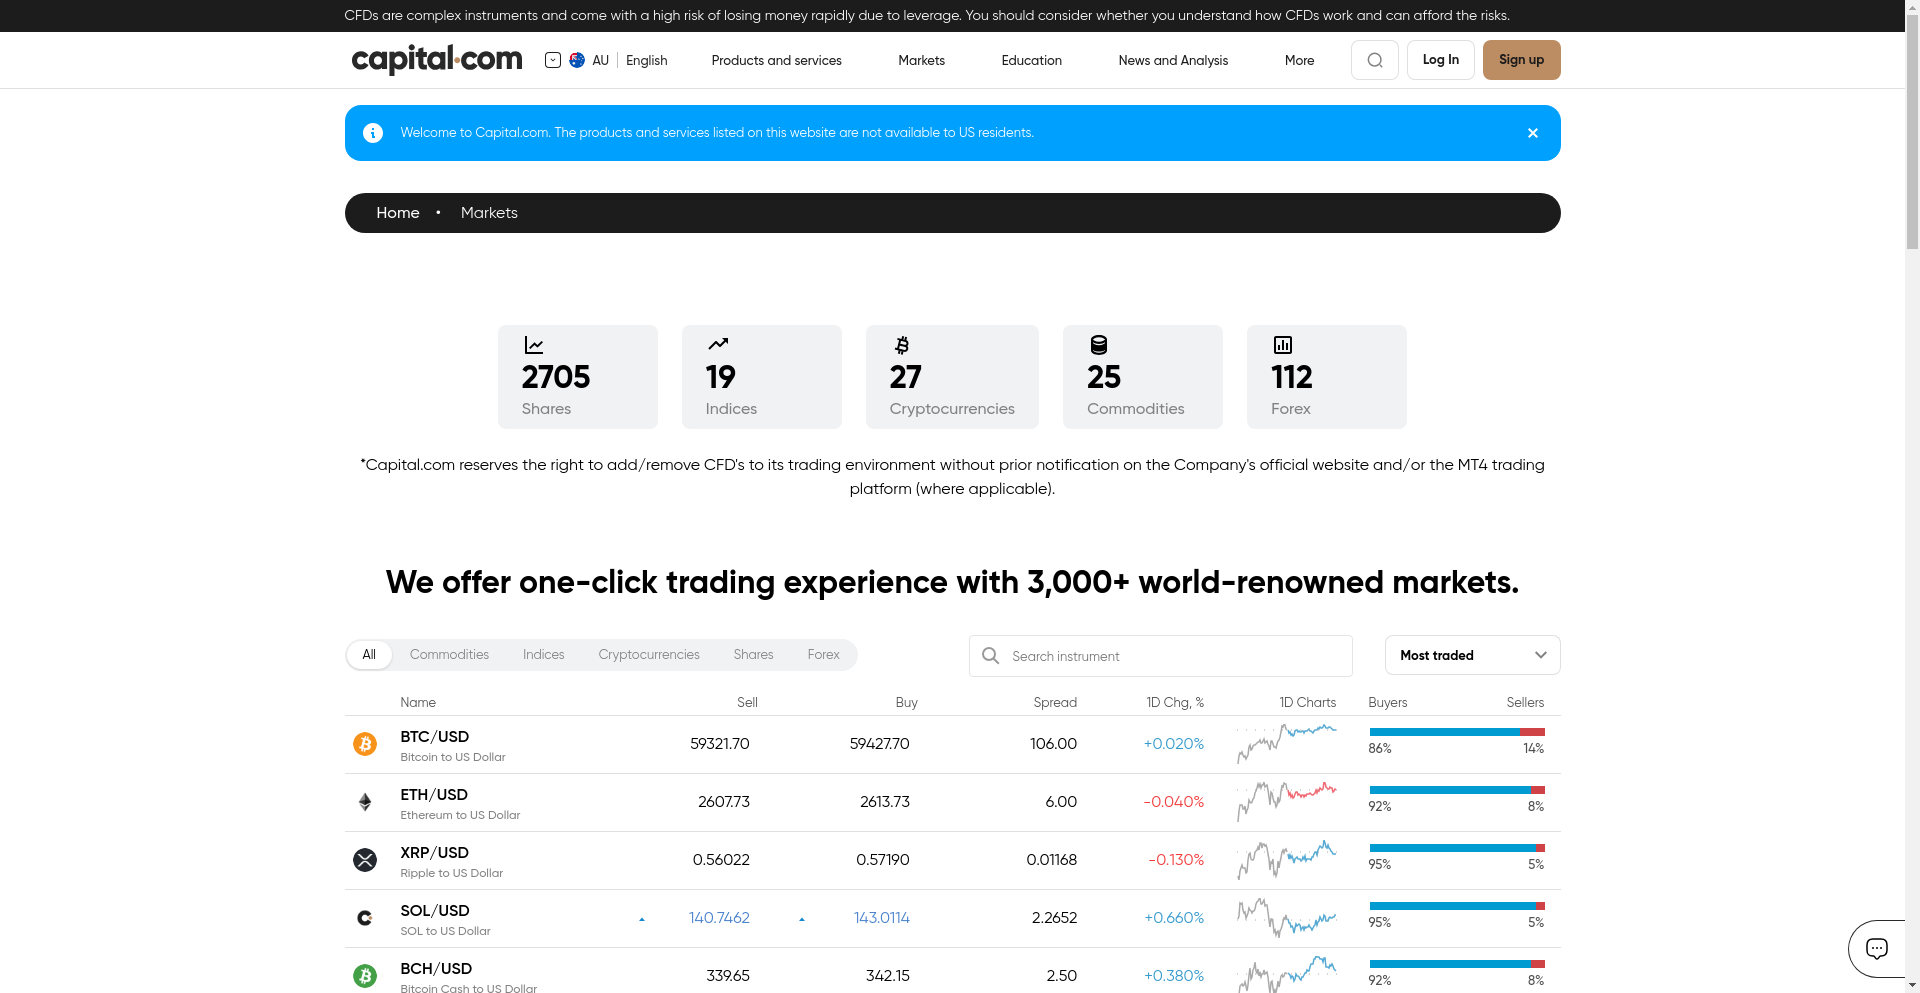 CFDs are complex instruments and come with a high risk of losing money rapidly due to leverage. You should consider whether you understand how CFDs work and can afford the risks.
capital.com AU English Products and services Markets Education News and Analysis More Log In Sign up
Welcome to Capital.com. The products and services listed on this website are not available to US residents.
Home • Markets
2705
Shares
19
Indices
27
Cryptocurrencies
25
Commodities
112
Forex
*Capital.com reserves the right to add/remove CFD's to its trading environment without prior notification on the Company's official website and/or the MT4 trading
platform (where applicable).
We offer one-click trading experience with 3,000+ world-renowned markets.
All Commodities Indices Cryptocurrencies Shares Forex Search instrument Most traded
Name Sell Buy Spread 1D Chg, % 1D Charts Buyers Sellers
BTC/USD 59321.70 59427.70 106.00 +0.020% 86% 14%
Bitcoin to US Dollar
ETH/USD 2607.73 2613.73 6.00 -0.040% 92% 8%
Ethereum to US Dollar
XRP/USD 0.56022 0.57190 0.01168 -0.130% 95% 5%
Ripple to US Dollar
SOL/USD 140.7462 143.0114 2.2652 +0.660% 95% 5%
SOL to US Dollar
BCH/USD 339.65 342.15 2.50 +0.380% 92% 8%
Bitcoin Cash to US Dollar